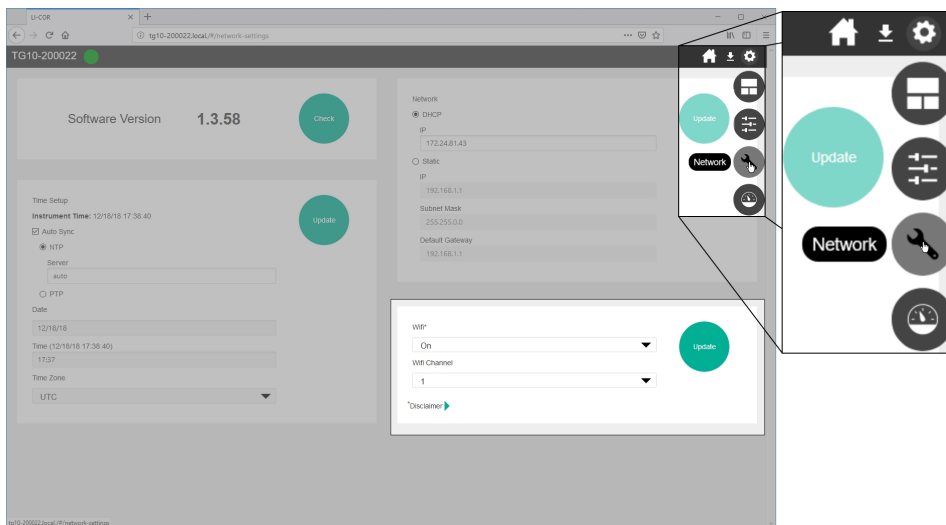 LI-COR
tg10-200022.local./#/network-settings
TG10-200022
Software Version 1.3.58
Check
Time Setup
Instrument Time: 12/18/18 17:36:40
Update
Auto Sync
NTP
Server
auto
PTP
Date
12/18/18
Time (12/18/18 17:36:40)
17:37
Time Zone
UTC
Network
DHCP
IP
172.24.81.43
Static
IP
192.168.1.1
Subnet Mask
255.255.0.0
Default Gateway
192.168.1.1
Update
Network
Wifi*
On
Update
Wifi Channel
1
*Disclaimer
Update
Network
tg10-200022.local./#/network-settings